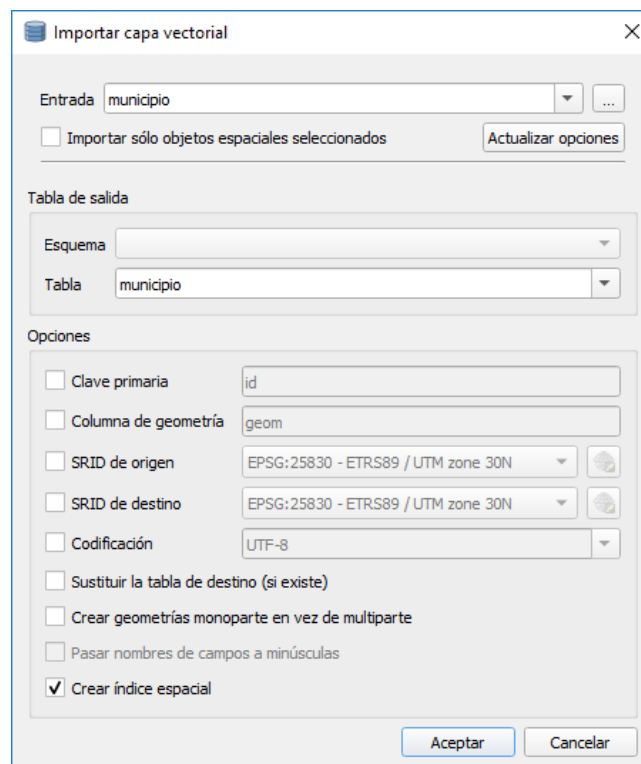 Importar capa vectorial
Entrada municipio ...
Importar sólo objetos espaciales seleccionados Actualizar opciones
Tabla de salida
Esquema
Tabla municipio
Opciones
Clave primaria id
Columna de geometría geom
SRID de origen EPSG:25830 - ETRS89 / UTM zone 30N
SRID de destino EPSG:25830 - ETRS89 / UTM zone 30N
Codificación UTF-8
Sustituir la tabla de destino (si existe)
Crear geometrías monoparte en vez de multiparte
Pasar nombres de campos a minúsculas
Crear índice espacial
Aceptar Cancelar